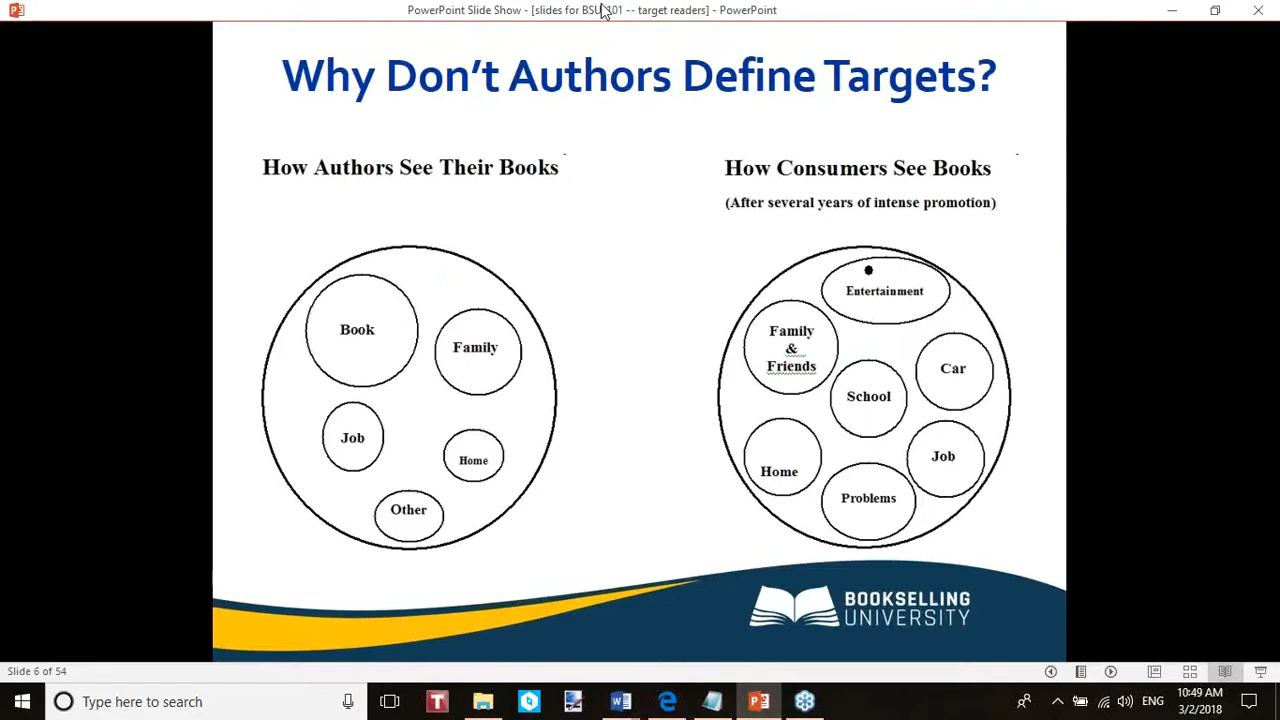 PowerPoint Slide Show - [slides for BSU 101 -- target readers] - PowerPoint
Why Don't Authors Define Targets?
How Authors See Their Books
Book
Family
Job
Home
Other
How Consumers See Books
(After several years of intense promotion)
Entertainment
Family
&
Friends
Car
School
Home
Job
Problems
BOOKSELLING
UNIVERSITY
Slide 6 of 54
Type here to search
ENG
10:49 AM
3/2/2018